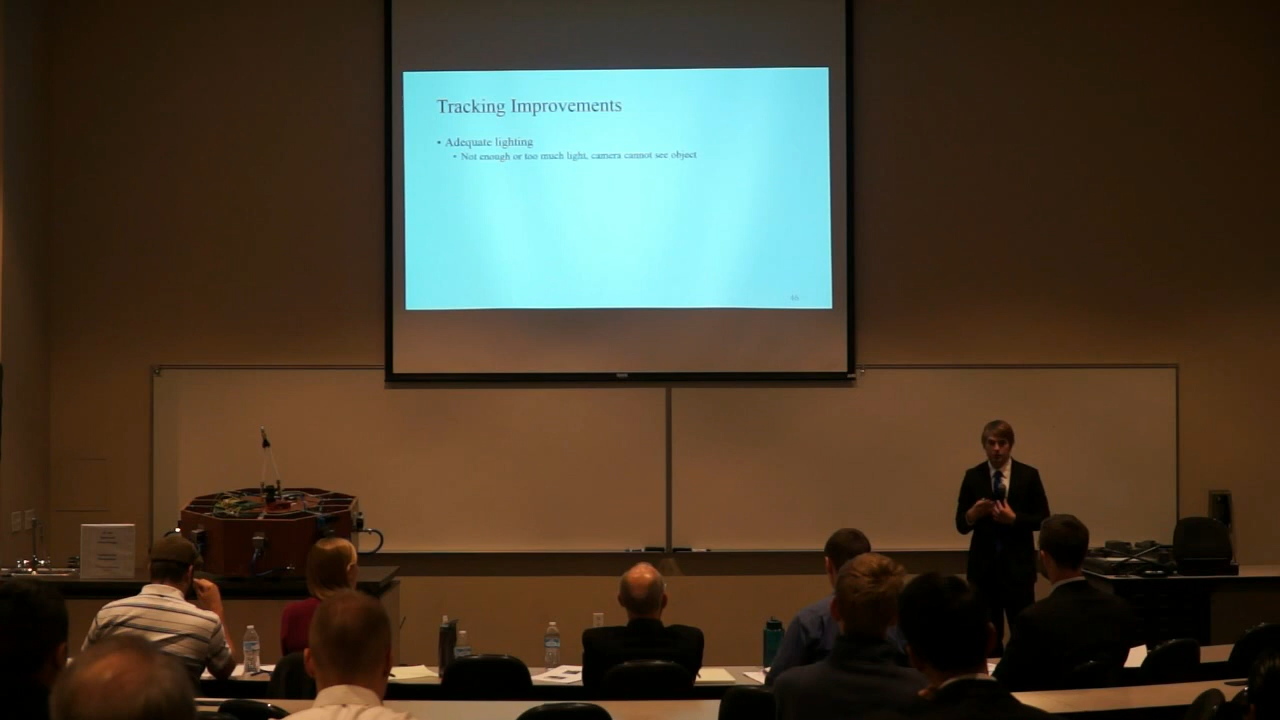 Tracking Improvements
• Adequate lighting
• Not enough or too much light, camera cannot see object